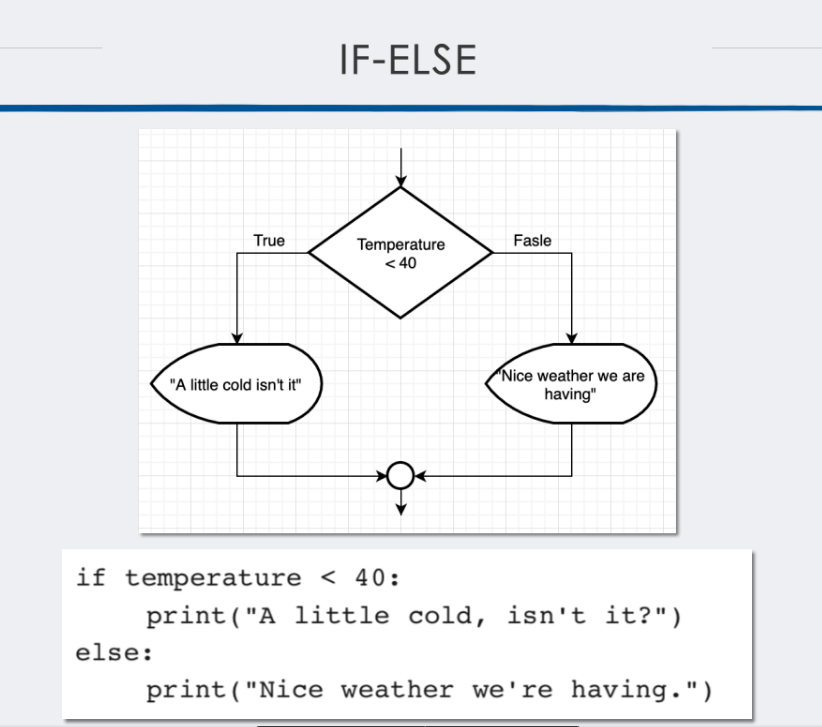 IF-ELSE
True
Temperature
< 40
Fasle
"A little cold isn't it"
"Nice weather we are
having"
if temperature < 40:
    print("A little cold, isn't it?")
else:
    print("Nice weather we're having.")